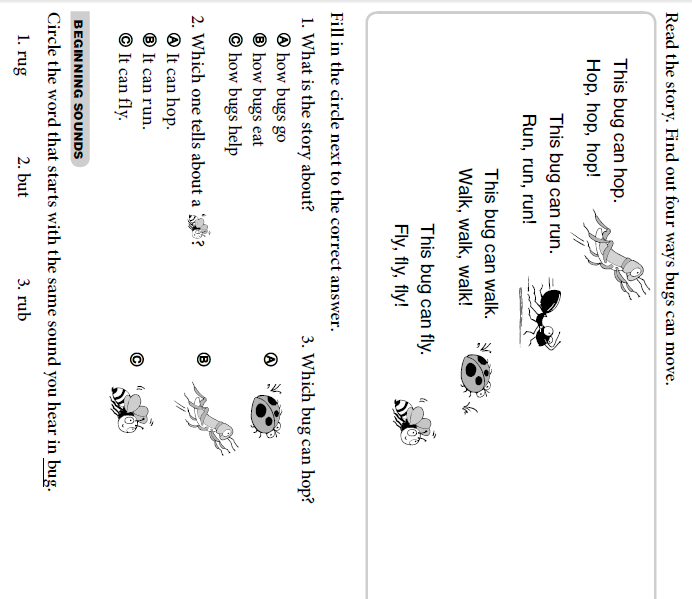 Read the story. Find out four ways bugs can move.
This bug can hop.
Hop, hop, hop!
This bug can run.
Run, run, run!
This bug can walk.
Walk, walk, walk!
This bug can fly.
Fly, fly, fly!
Fill in the circle next to the correct answer.
1. What is the story about?
Ⓐ how bugs go
Ⓑ how bugs eat
Ⓒ how bugs help
2. Which one tells about a ?
Ⓐ It can hop.
Ⓑ It can run.
Ⓒ It can fly.
3. Which bug can hop?
Ⓐ
Ⓑ
Ⓒ
BEGINNING SOUNDS
Circle the word that starts with the same sound you hear in bug.
1. rug 2. but 3. rub